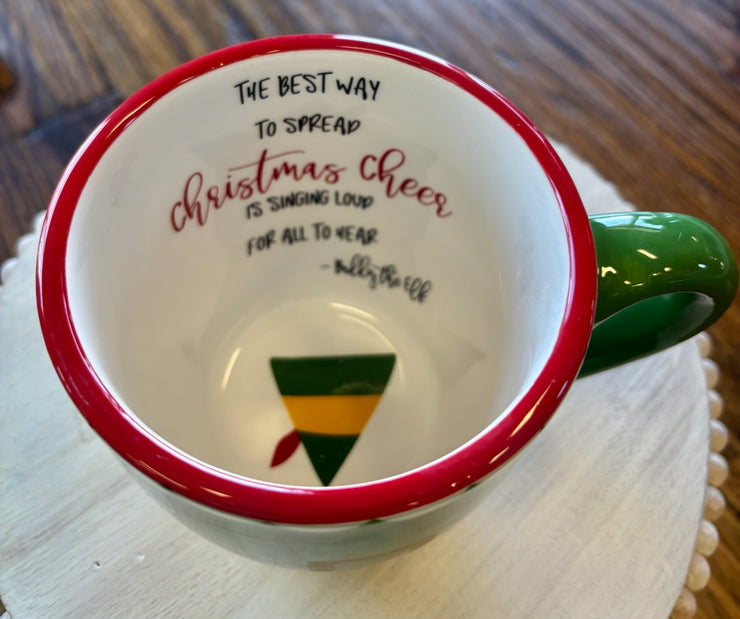 THE BEST WAY
TO SPREAD
Christmas Cheer
IS SINGING LOUD
FOR ALL TO HEAR
- Buddy the Elf